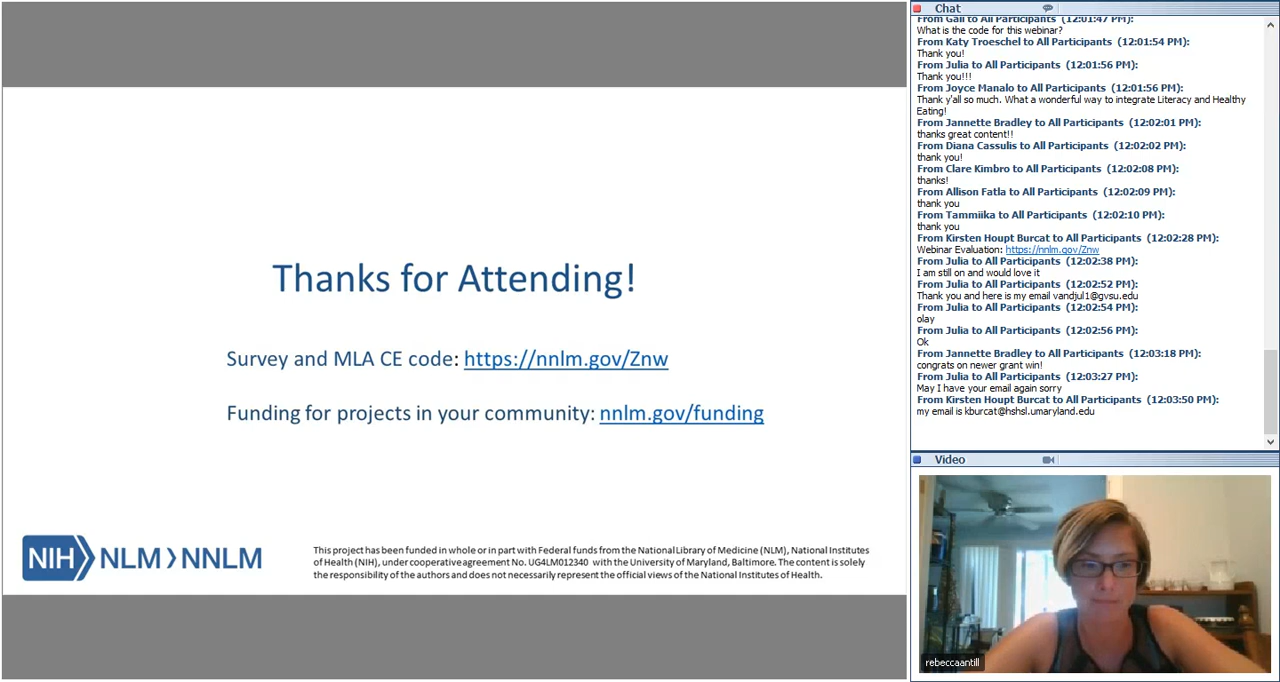 Thanks for Attending!
Survey and MLA CE code: https://nnlm.gov/Znw
Funding for projects in your community: nnlm.gov/funding
NIH NLM NNLM
This project has been funded in whole or in part with Federal funds from the National Library of Medicine (NLM), National Institutes
of Health (NIH), under cooperative agreement No. UG4LM012340 with the University of Maryland, Baltimore. The content is solely
the responsibility of the authors and does not necessarily represent the official views of the National Institutes of Health.
Chat
From Gail to All Participants (12:01:47 PM):
What is the code for this webinar?
From Katy Troeschel to All Participants (12:01:54 PM):
Thank you!
From Julia to All Participants (12:01:56 PM):
Thank you!!!
From Joyce Manalo to All Participants (12:01:56 PM):
Thank y'all so much. What a wonderful way to integrate Literacy and Healthy
Eating!
From Jannette Bradley to All Participants (12:02:01 PM):
thanks great content!!
From Diana Cassulis to All Participants (12:02:02 PM):
thank you!
From Clare Kimbro to All Participants (12:02:08 PM):
thanks!
From Allison Fatla to All Participants (12:02:09 PM):
thank you
From Tammiika to All Participants (12:02:10 PM):
thank you
From Kirsten Houpt Burcat to All Participants (12:02:28 PM):
Webinar Evaluation: https://nnlm.gov/Znw
From Julia to All Participants (12:02:38 PM):
I am still on and would love it
From Julia to All Participants (12:02:52 PM):
Thank you and here is my email vandjul1@gvsu.edu
From Julia to All Participants (12:02:54 PM):
olay
From Julia to All Participants (12:02:56 PM):
Ok
From Jannette Bradley to All Participants (12:03:18 PM):
congrats on newer grant win!
From Julia to All Participants (12:03:27 PM):
May I have your email again sorry
From Kirsten Houpt Burcat to All Participants (12:03:50 PM):
my email is kburcat@hshsl.umaryland.edu
Video
rebeccaantill